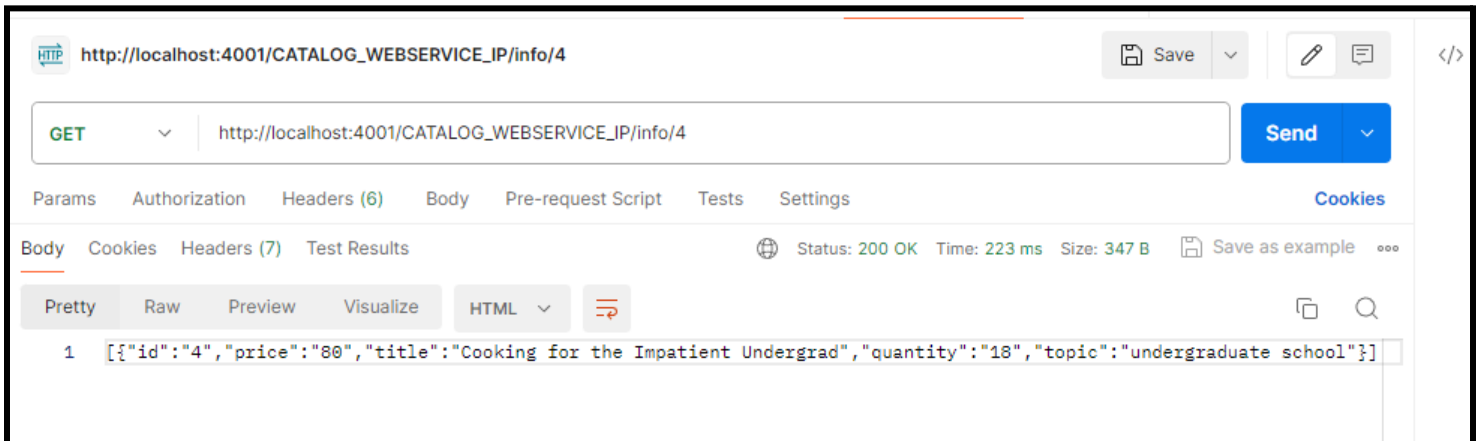 HTTP http://localhost:4001/CATALOG_WEBSERVICE_IP/info/4 Save </>
GET http://localhost:4001/CATALOG_WEBSERVICE_IP/info/4 Send
Params Authorization Headers (6) Body Pre-request Script Tests Settings Cookies
Body Cookies Headers (7) Test Results Status: 200 OK Time: 223 ms Size: 347 B Save as example
Pretty Raw Preview Visualize HTML
1 [{"id":"4","price":"80","title":"Cooking for the Impatient Undergrad","quantity":"18","topic":"undergraduate school"}]